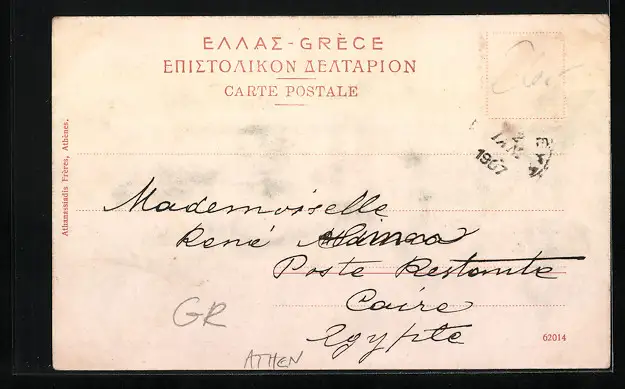 ΕΛΛΑΣ - GRÈCE
ΕΠΙΣΤΟΛΙΚΟΝ ΔΕΛΤΑΡΙΟΝ
CARTE POSTALE
1907
Athanassiadis Frères, Athènes.
Mademoiselle
René
Poste Restante
Caire
Egypte
GR
ATHEN
62014